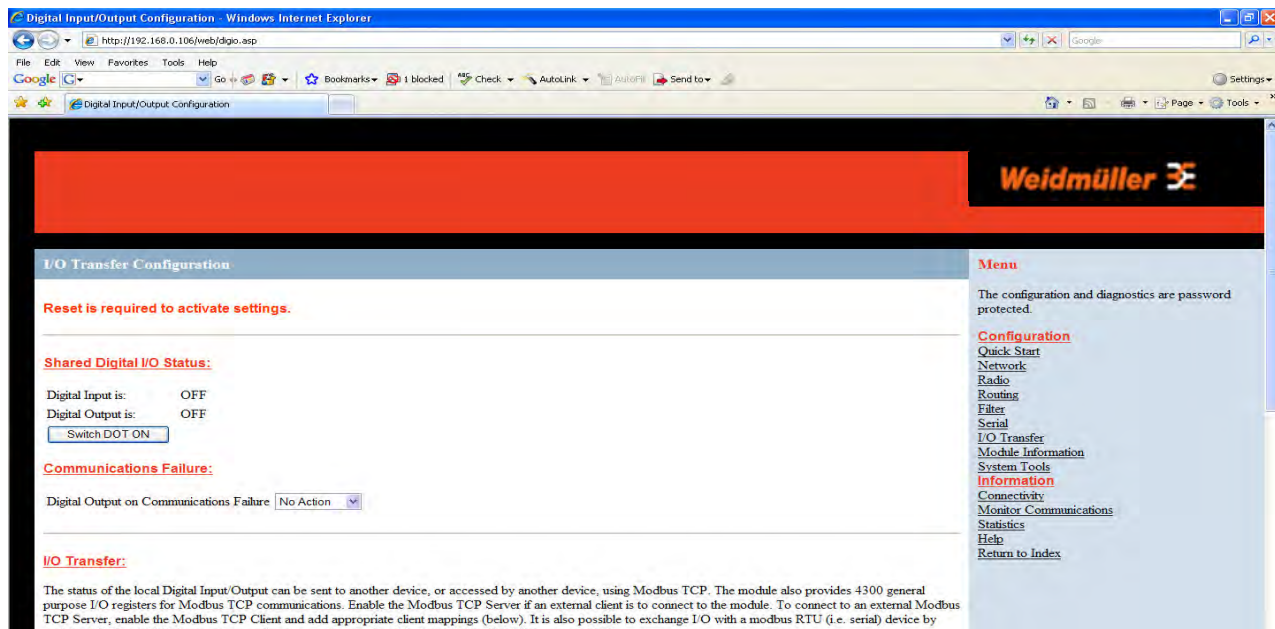 Digital Input/Output Configuration - Windows Internet Explorer
http://192.168.0.106/web/digio.asp
Google
File Edit View Favorites Tools Help
Google G Go Bookmarks 1 blocked Check AutoLink AutoFill Send to Settings
Digital Input/Output Configuration Page Tools
Weidmüller
I/O Transfer Configuration
Reset is required to activate settings.
Shared Digital I/O Status:
Digital Input is: OFF
Digital Output is: OFF
Switch DOT ON
Communications Failure:
Digital Output on Communications Failure No Action
I/O Transfer:
The status of the local Digital Input/Output can be sent to another device, or accessed by another device, using Modbus TCP. The module also provides 4300 general
purpose I/O registers for Modbus TCP communications. Enable the Modbus TCP Server if an external client is to connect to the module. To connect to an external Modbus
TCP Server, enable the Modbus TCP Client and add appropriate client mappings (below). It is also possible to exchange I/O with a modbus RTU (i.e. serial) device by
Menu
The configuration and diagnostics are password
protected.
Configuration
Quick Start
Network
Radio
Routing
Filter
Serial
I/O Transfer
Module Information
System Tools
Information
Connectivity
Monitor Communications
Statistics
Help
Return to Index